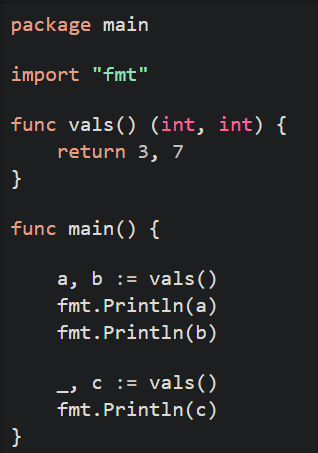 package main
import "fmt"
func vals() (int, int) {
    return 3, 7
}
func main() {
    a, b := vals()
    fmt.Println(a)
    fmt.Println(b)
    _, c := vals()
    fmt.Println(c)
}